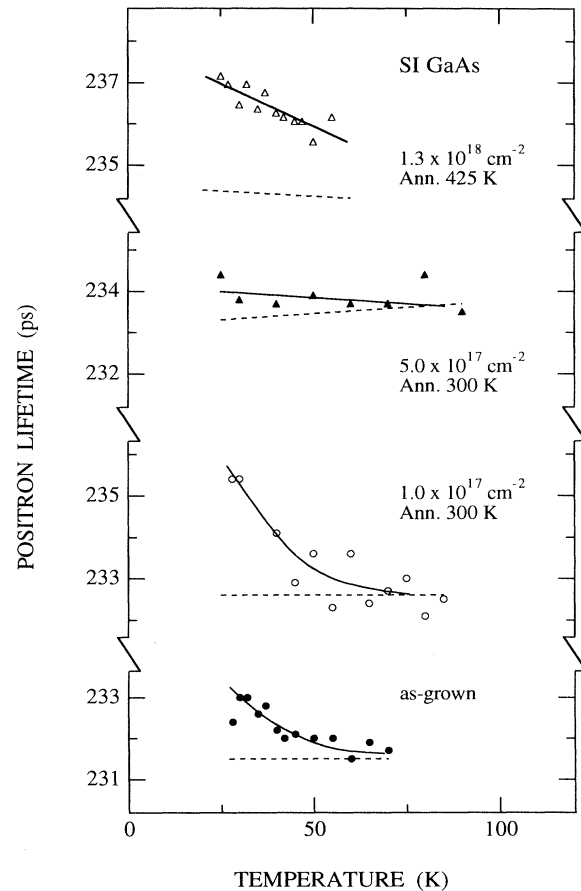 SI GaAs
237
235
1.3 x 10^18 cm^-2
Ann. 425 K
234
232
5.0 x 10^17 cm^-2
Ann. 300 K
235
233
1.0 x 10^17 cm^-2
Ann. 300 K
233
231
as-grown
POSITRON LIFETIME (ps)
0 50 100
TEMPERATURE (K)